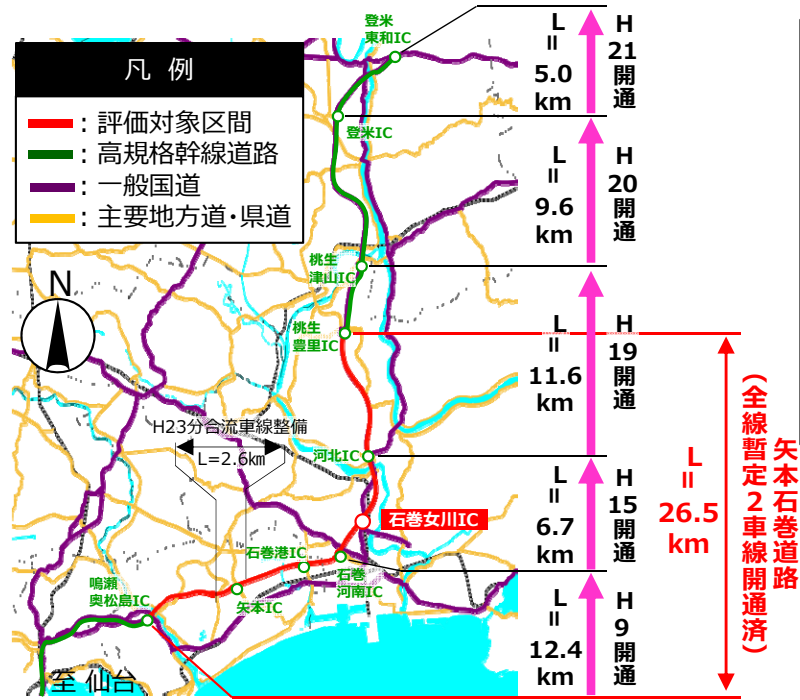 凡 例
：評価対象区間
：高規格幹線道路
：一般国道
：主要地方道・県道
N
登米
東和IC
登米IC
桃生
津山IC
桃生
豊里IC
H23分合流車線整備
L=2.6㎞
河北IC
石巻女川IC
石巻港IC
石巻
河南IC
矢本IC
鳴瀬
奥松島IC
至 仙台
L=5.0km
H21開通
L=9.6km
H20開通
L=11.6km
H19開通
L=6.7km
H15開通
L=12.4km
H9開通
L=26.5km
矢本石巻道路
（全線暫定２車線開通済）